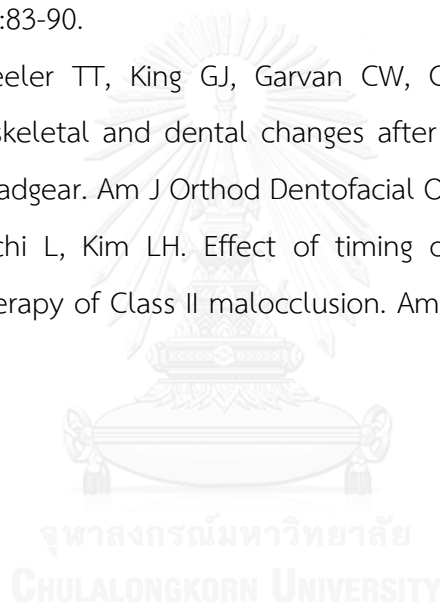 :83-90.
eeler TT, King GJ, Garvan CW,
skeletal and dental changes after
adgear. Am J Orthod Dentofacial
chi L, Kim LH. Effect of timing
erapy of Class II malocclusion. Am
จุฬาลงกรณ์มหาวิทยาลัย
CHULALONGKORN UNIVERSITY